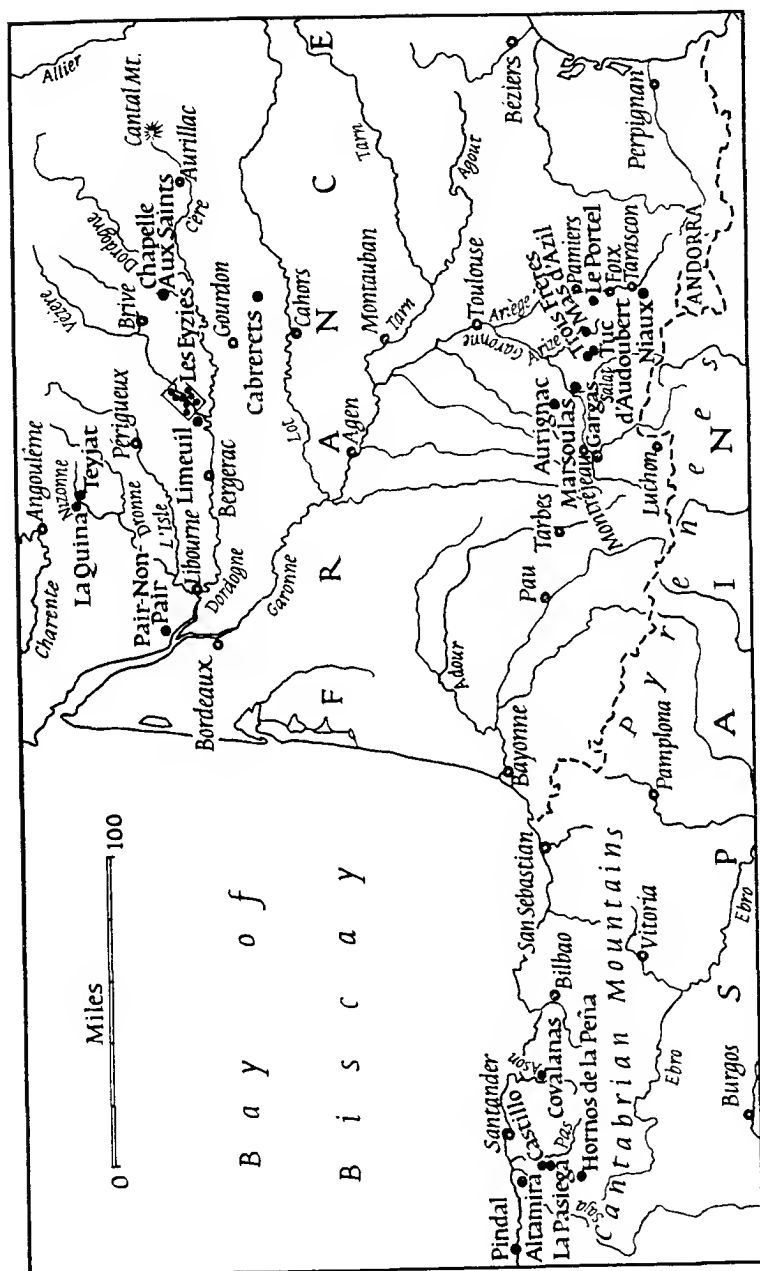 Miles
0
100
Bay of
Biscay
FRANCE
SPAIN
Pyrenees
ANDORRA
Cantabrian Mountains
Charente
Angoulême
La Quina
Nizonne
Teyjat
Dronne
Périgueux
L'Isle
Pair-Non-
Pair
Libourne
Dordogne
Bordeaux
Garonne
Limeuil
Bergerac
Les Eyzies
Vézère
Brive
Dordogne
Chapelle
Aux Saints
Cère
Aurillac
Cantal Mt.
Allier
Gourdon
Cabrerets
Cahors
Lot
Agen
Montauban
Tarn
Tarn
Agout
Toulouse
Béziers
Perpignan
Ariège
Garonne
Arize
Trois Frères
Mas d'Azil
Pamiers
Le Portel
Foix
Tarascon
Niaux
Tuc
d'Audoubert
Salat
Aurignac
Marsoulas
Gargas
Montréjeau
Luchon
Tarbes
Pau
Adour
Bayonne
San Sebastian
Pamplona
Vitoria
Bilbao
Ebro
Ebro
Burgos
Santander
Ason
Covalanas
Castillo
Pas
Hornos de la Peña
La Pasiega
Altamira
Saja
Pindal